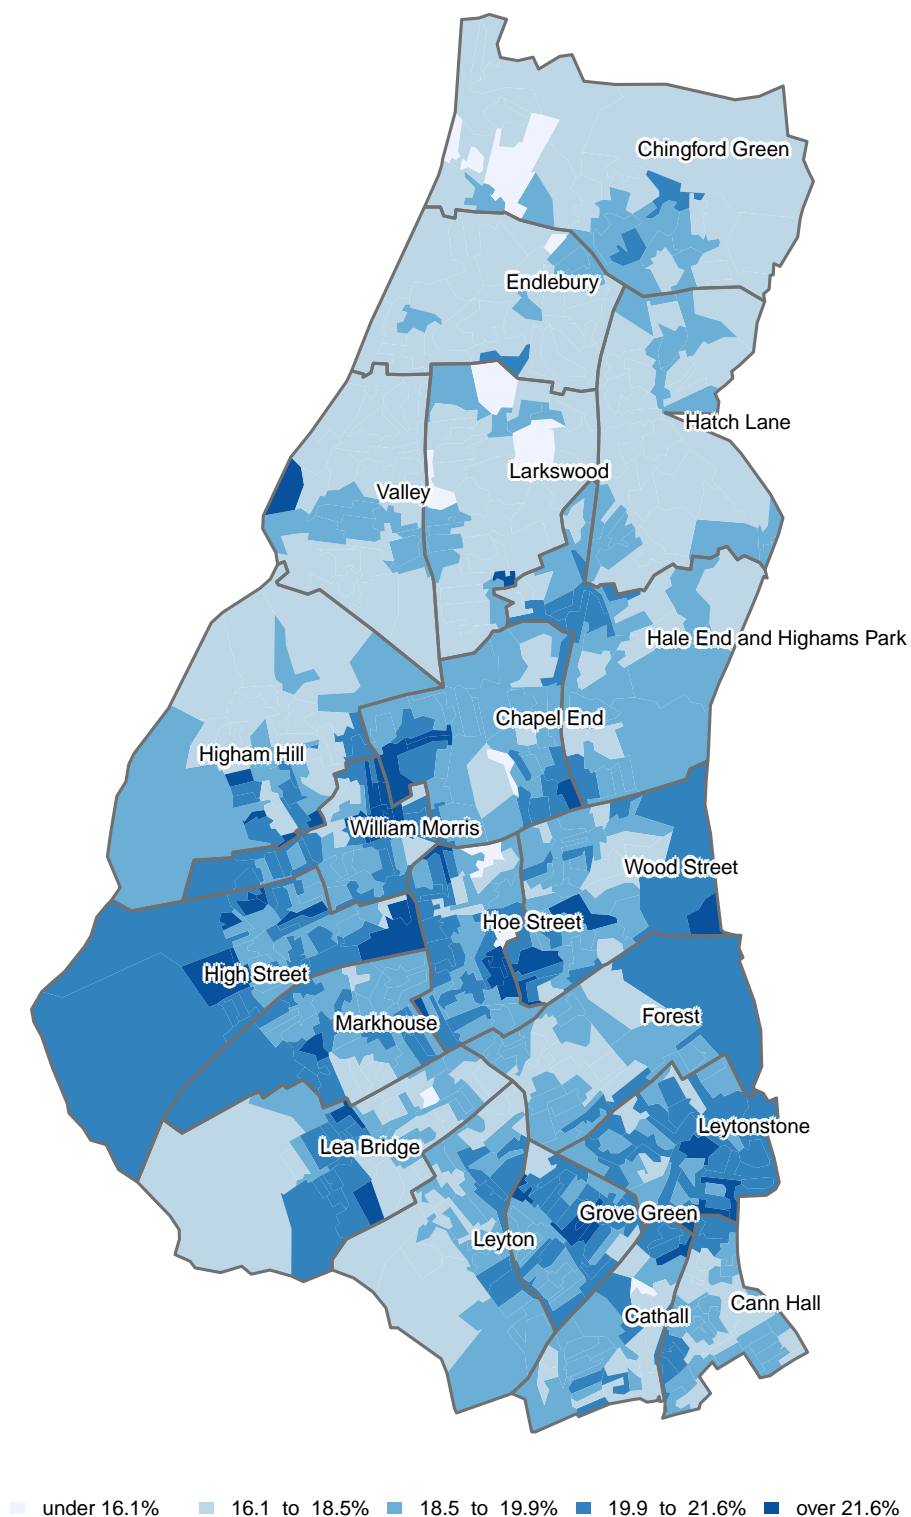 Chingford Green
Endlebury
Hatch Lane
Larkswood
Valley
Hale End and Highams Park
Chapel End
Higham Hill
William Morris
Wood Street
Hoe Street
High Street
Forest
Markhouse
Leytonstone
Lea Bridge
Grove Green
Leyton
Cann Hall
Cathall
under 16.1% 16.1 to 18.5% 18.5 to 19.9% 19.9 to 21.6% over 21.6%